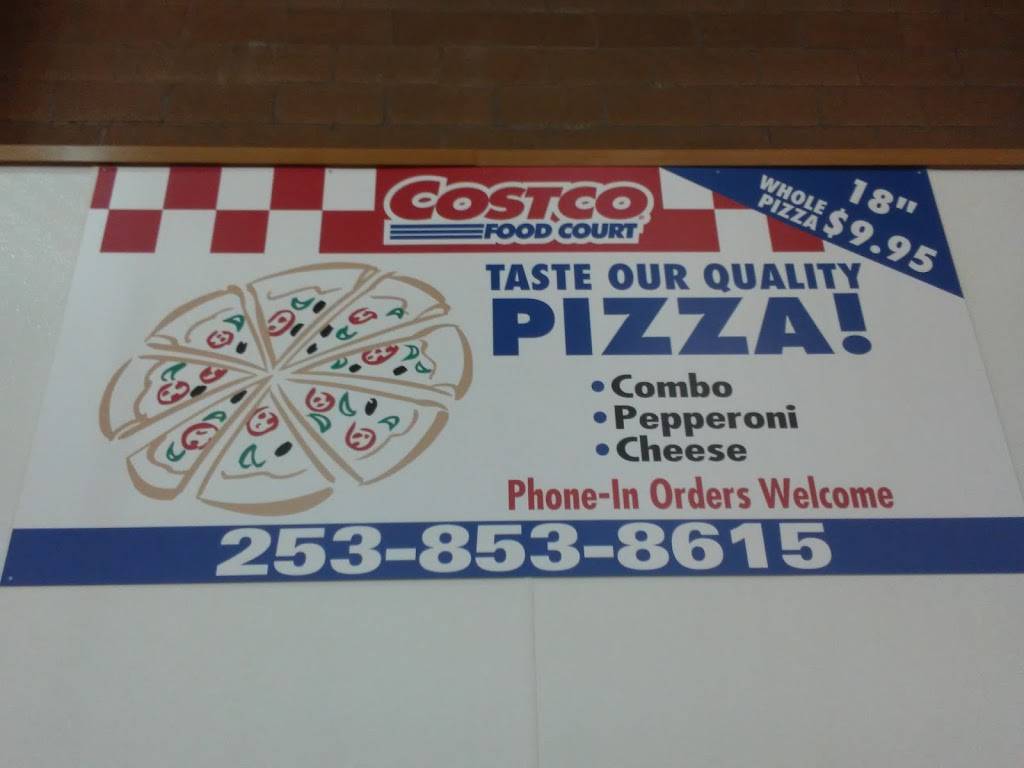 COSTCO
FOOD COURT
18"
WHOLE PIZZA $9.95
TASTE OUR QUALITY
PIZZA!
• Combo
• Pepperoni
• Cheese
Phone-In Orders Welcome
253-853-8615